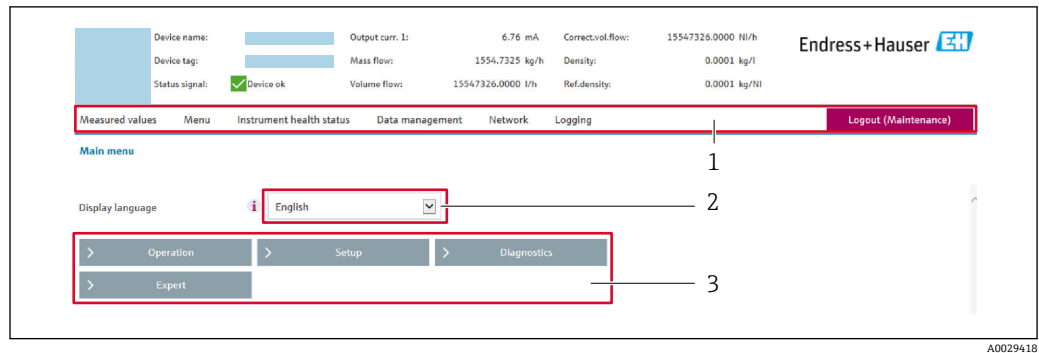 Device name: Output curr. 1: 6.76 mA Correct.vol.flow: 15547326.0000 Nl/h
Endress+Hauser EH
Device tag: Mass flow: 1554.7325 kg/h Density: 0.0001 kg/l
Status signal: Device ok Volume flow: 15547326.0000 l/h Ref.density: 0.0001 kg/Nl
Measured values Menu Instrument health status Data management Network Logging Logout (Maintenance)
1
Main menu
Display language i English 2
> Operation > Setup > Diagnostics
> Expert 3
A0029418